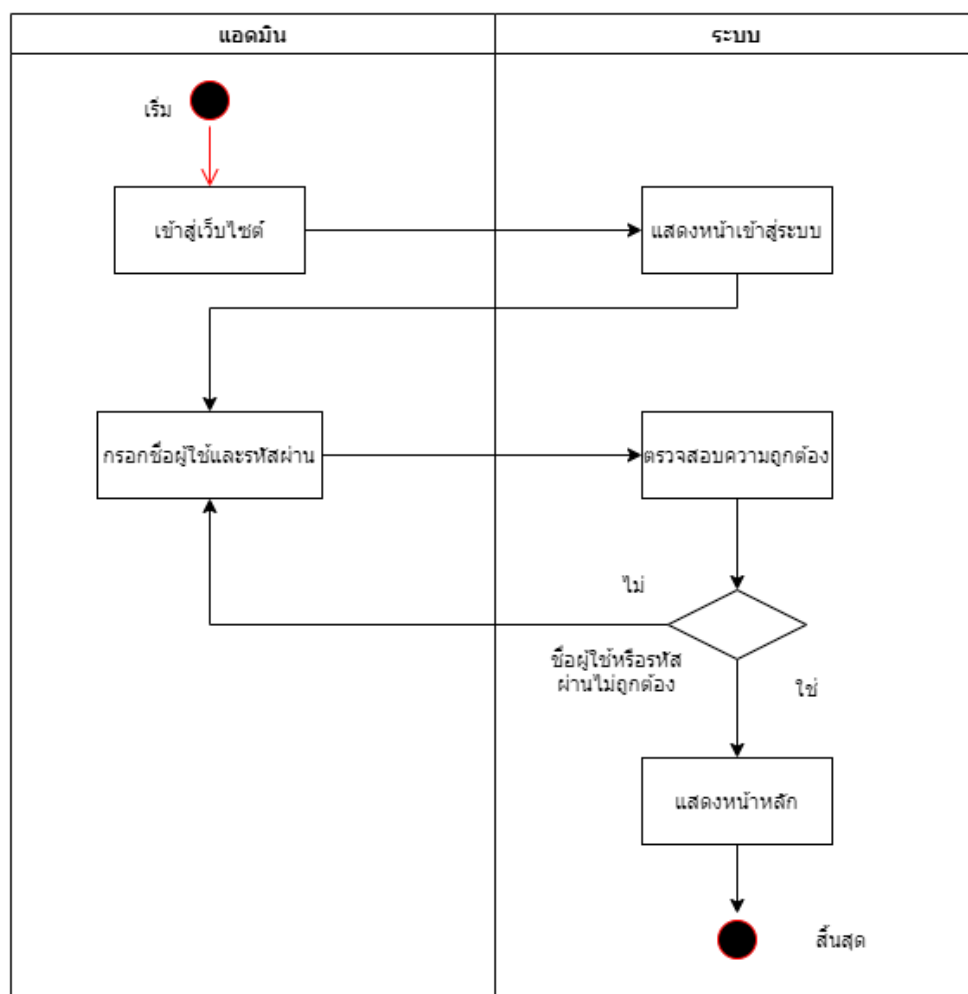 แอดมิน
ระบบ
เริ่ม
เข้าสู่เว็บไซต์
แสดงหน้าเข้าสู่ระบบ
กรอกชื่อผู้ใช้และรหัสผ่าน
ตรวจสอบความถูกต้อง
ไม่
ชื่อผู้ใช้หรือรหัส
ผ่านไม่ถูกต้อง
ใช่
แสดงหน้าหลัก
สิ้นสุด